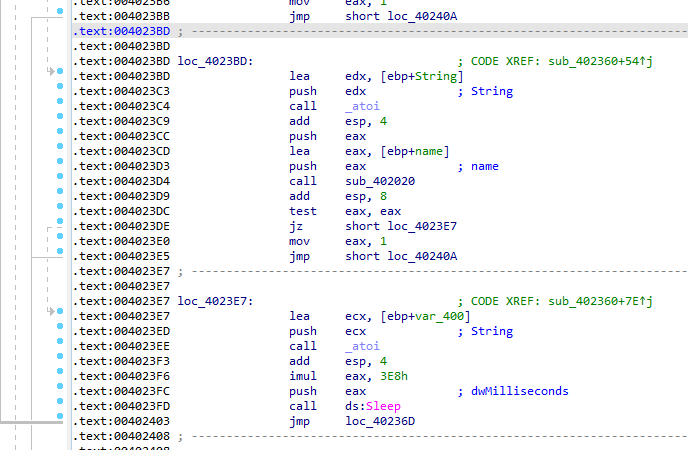 .text:004023B6                 mov     eax, 1
.text:004023BB                 jmp     short loc_40240A
.text:004023BD ; ---------------------------------------------------------------------------
.text:004023BD
.text:004023BD loc_4023BD:                             ; CODE XREF: sub_402360+54↑j
.text:004023BD                 lea     edx, [ebp+String]
.text:004023C3                 push    edx             ; String
.text:004023C4                 call    _atoi
.text:004023C9                 add     esp, 4
.text:004023CC                 push    eax
.text:004023CD                 lea     eax, [ebp+name]
.text:004023D3                 push    eax             ; name
.text:004023D4                 call    sub_402020
.text:004023D9                 add     esp, 8
.text:004023DC                 test    eax, eax
.text:004023DE                 jz      short loc_4023E7
.text:004023E0                 mov     eax, 1
.text:004023E5                 jmp     short loc_40240A
.text:004023E7 ; ---------------------------------------------------------------------------
.text:004023E7
.text:004023E7 loc_4023E7:                             ; CODE XREF: sub_402360+7E↑j
.text:004023E7                 lea     ecx, [ebp+var_400]
.text:004023ED                 push    ecx             ; String
.text:004023EE                 call    _atoi
.text:004023F3                 add     esp, 4
.text:004023F6                 imul    eax, 3E8h
.text:004023FC                 push    eax             ; dwMilliseconds
.text:004023FD                 call    ds:Sleep
.text:00402403                 jmp     loc_40236D
.text:00402408 ; ---------------------------------------------------------------------------